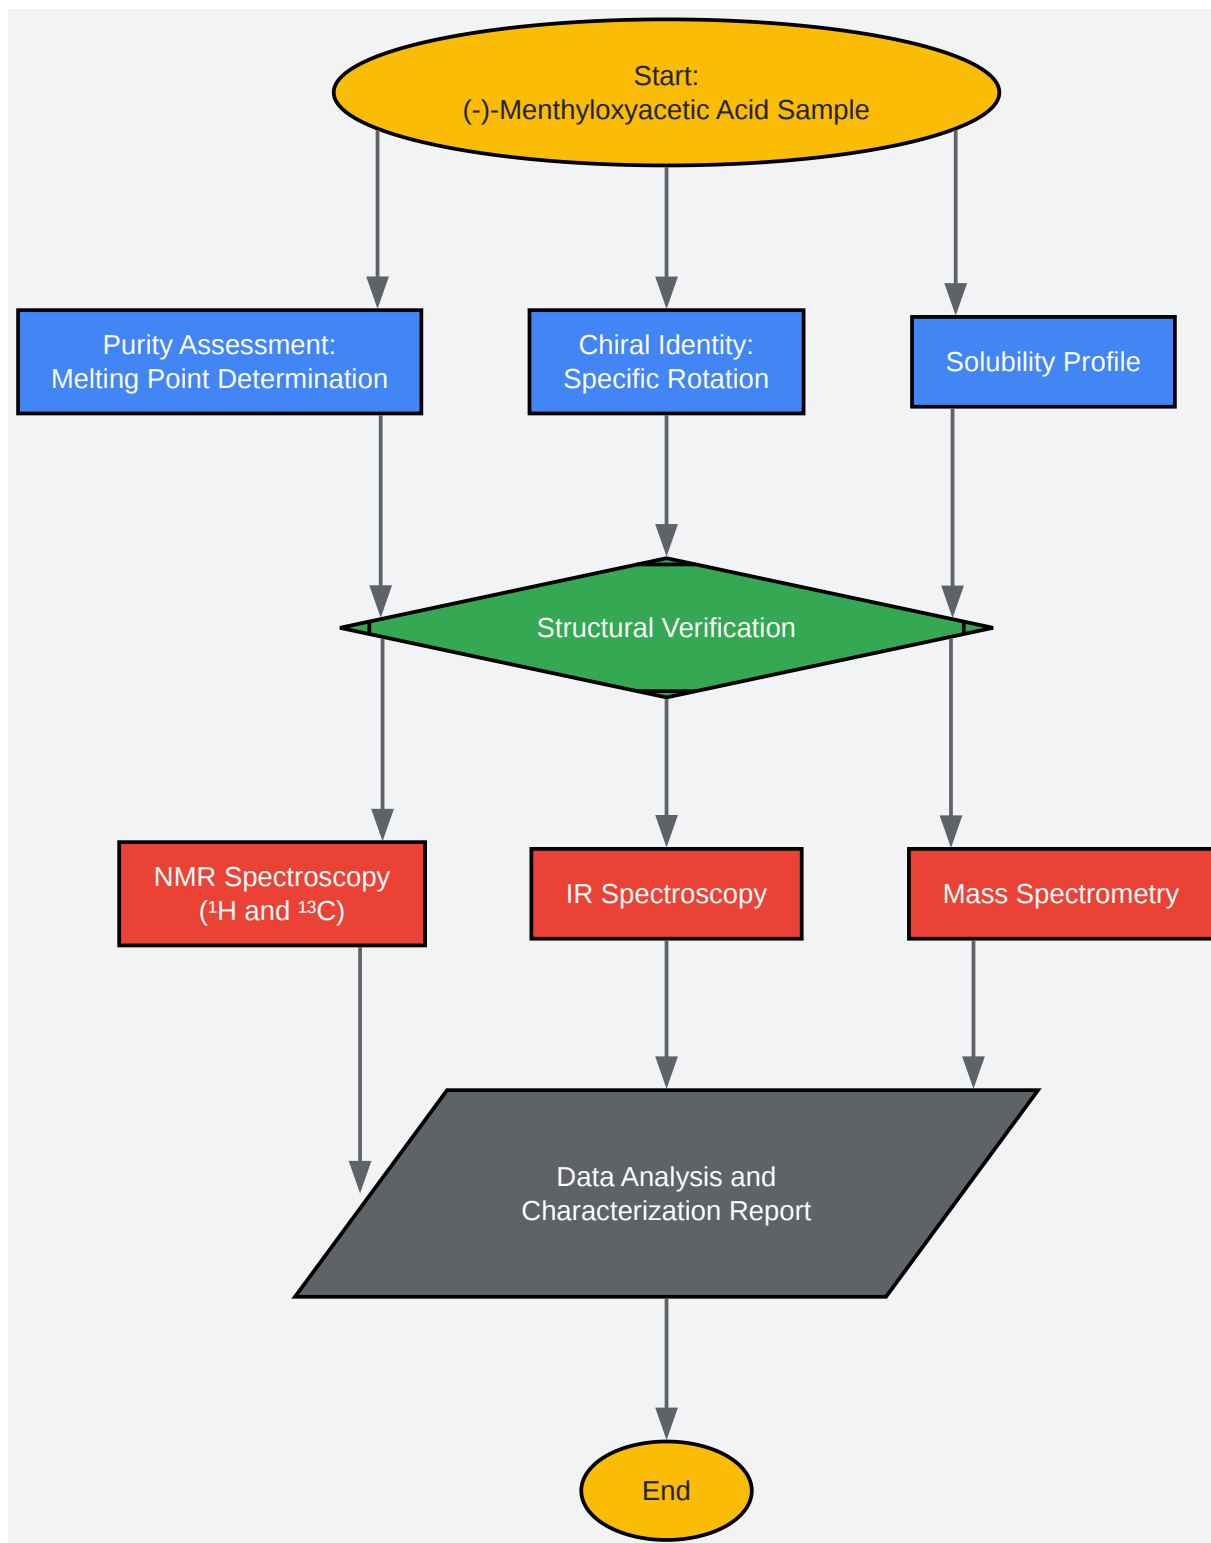 Start:
(-)-Menthyloxyacetic Acid Sample
Purity Assessment:
Melting Point Determination
Chiral Identity:
Specific Rotation
Solubility Profile
Structural Verification
NMR Spectroscopy
(¹H and ¹³C)
IR Spectroscopy
Mass Spectrometry
Data Analysis and
Characterization Report
End